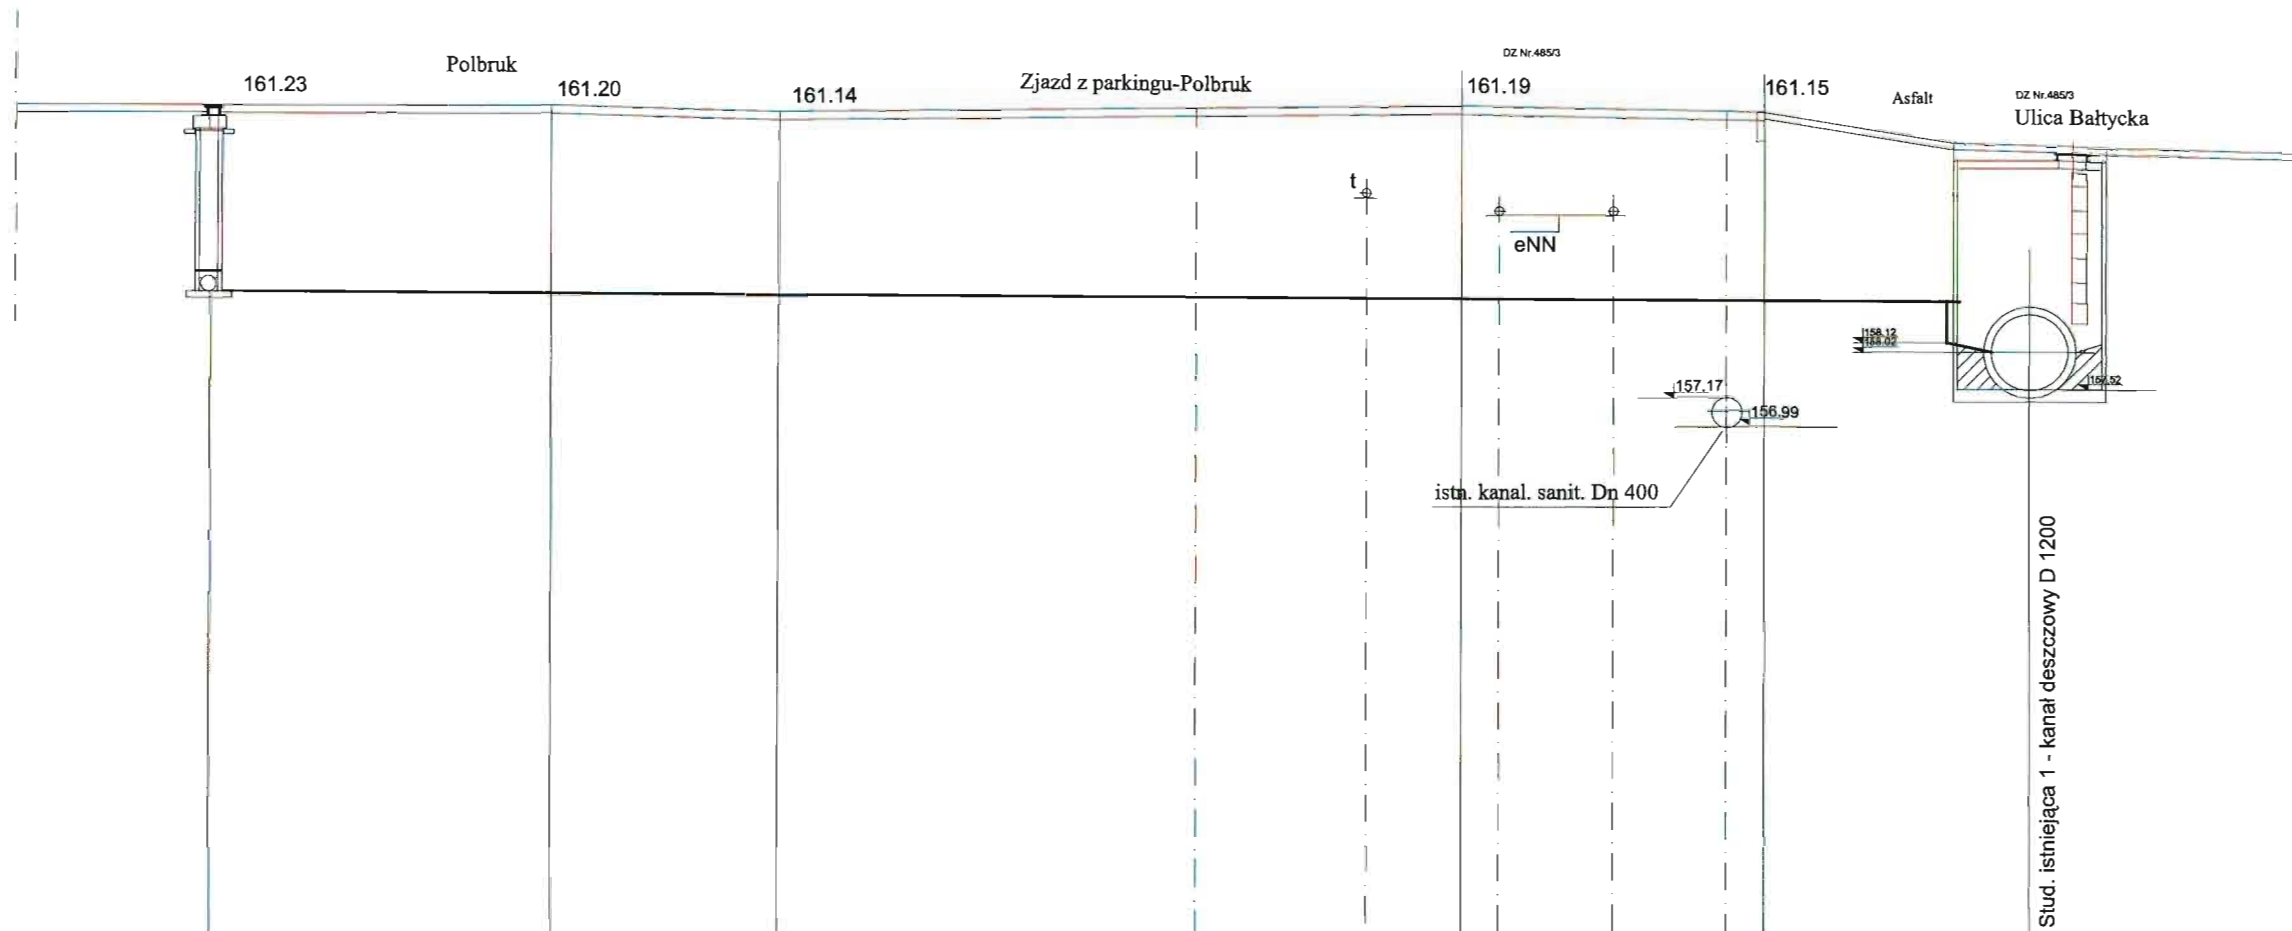 DZ Nr.485/3
Polbruk
161.23
161.20
161.14
Zjazd z parkingu-Polbruk
161.19
161.15
Asfalt
DZ Nr.485/3
Ulica Bałtycka
t
eNN
158.12
158.02
157.52
157.17
156.99
istn. kanal. sanit. Dn 400
Stud. istniejąca 1 - kanał deszczowy D 1200